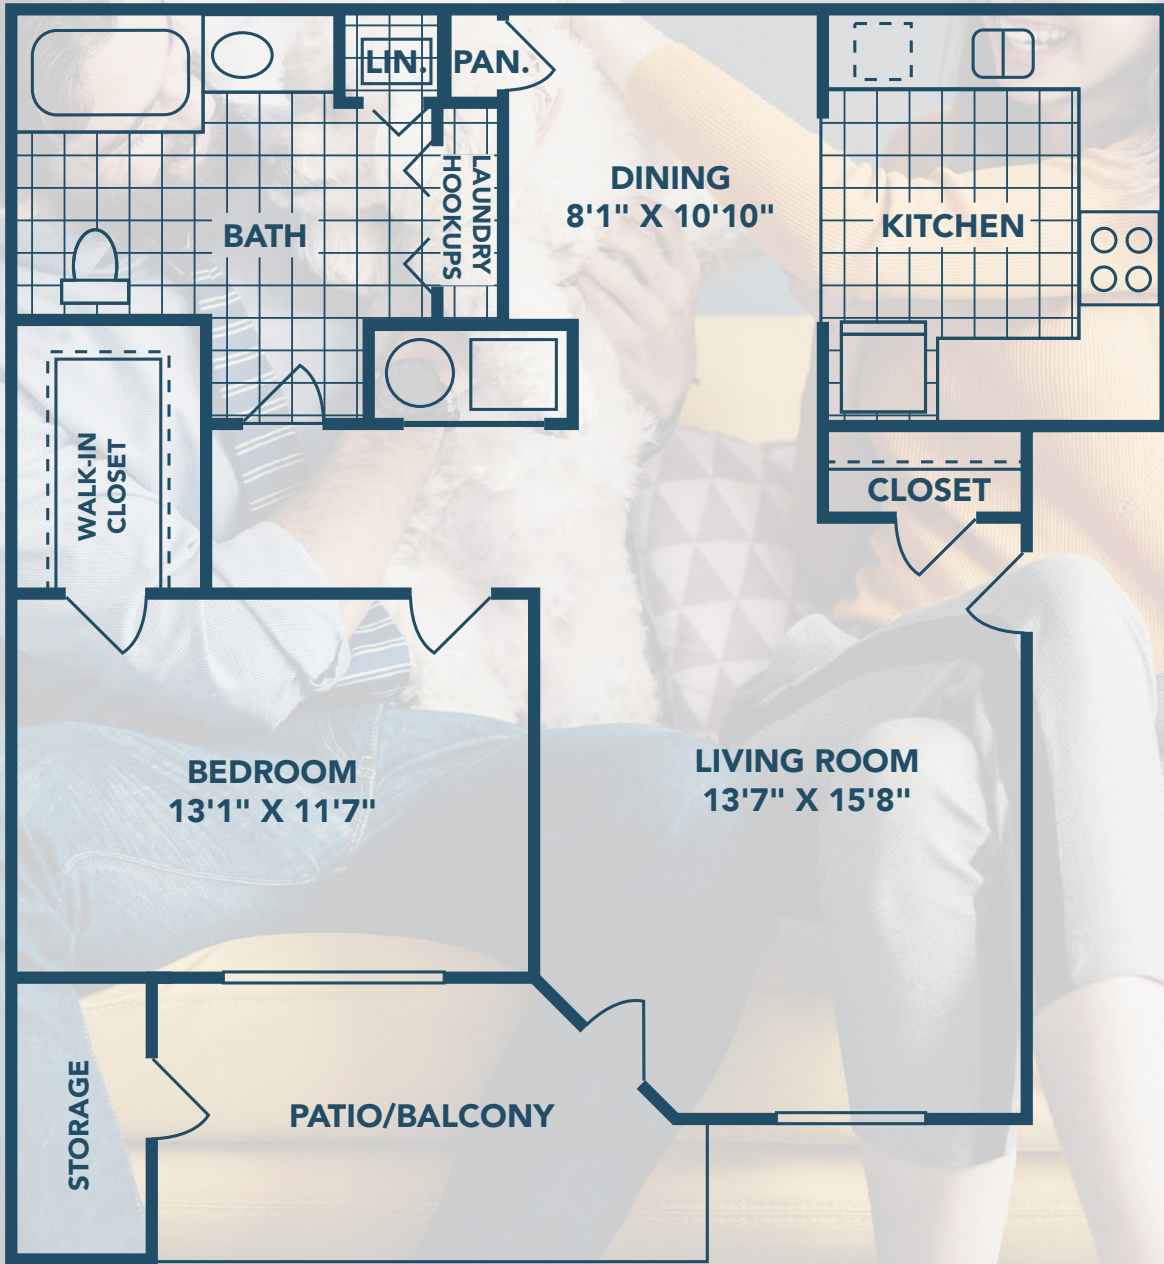 LIN.
PAN.
DINING
8'1" X 10'10"
LAUNDRY
HOOKUPS
BATH
KITCHEN
WALK-IN
CLOSET
CLOSET
BEDROOM
13'1" X 11'7"
LIVING ROOM
13'7" X 15'8"
STORAGE
PATIO/BALCONY